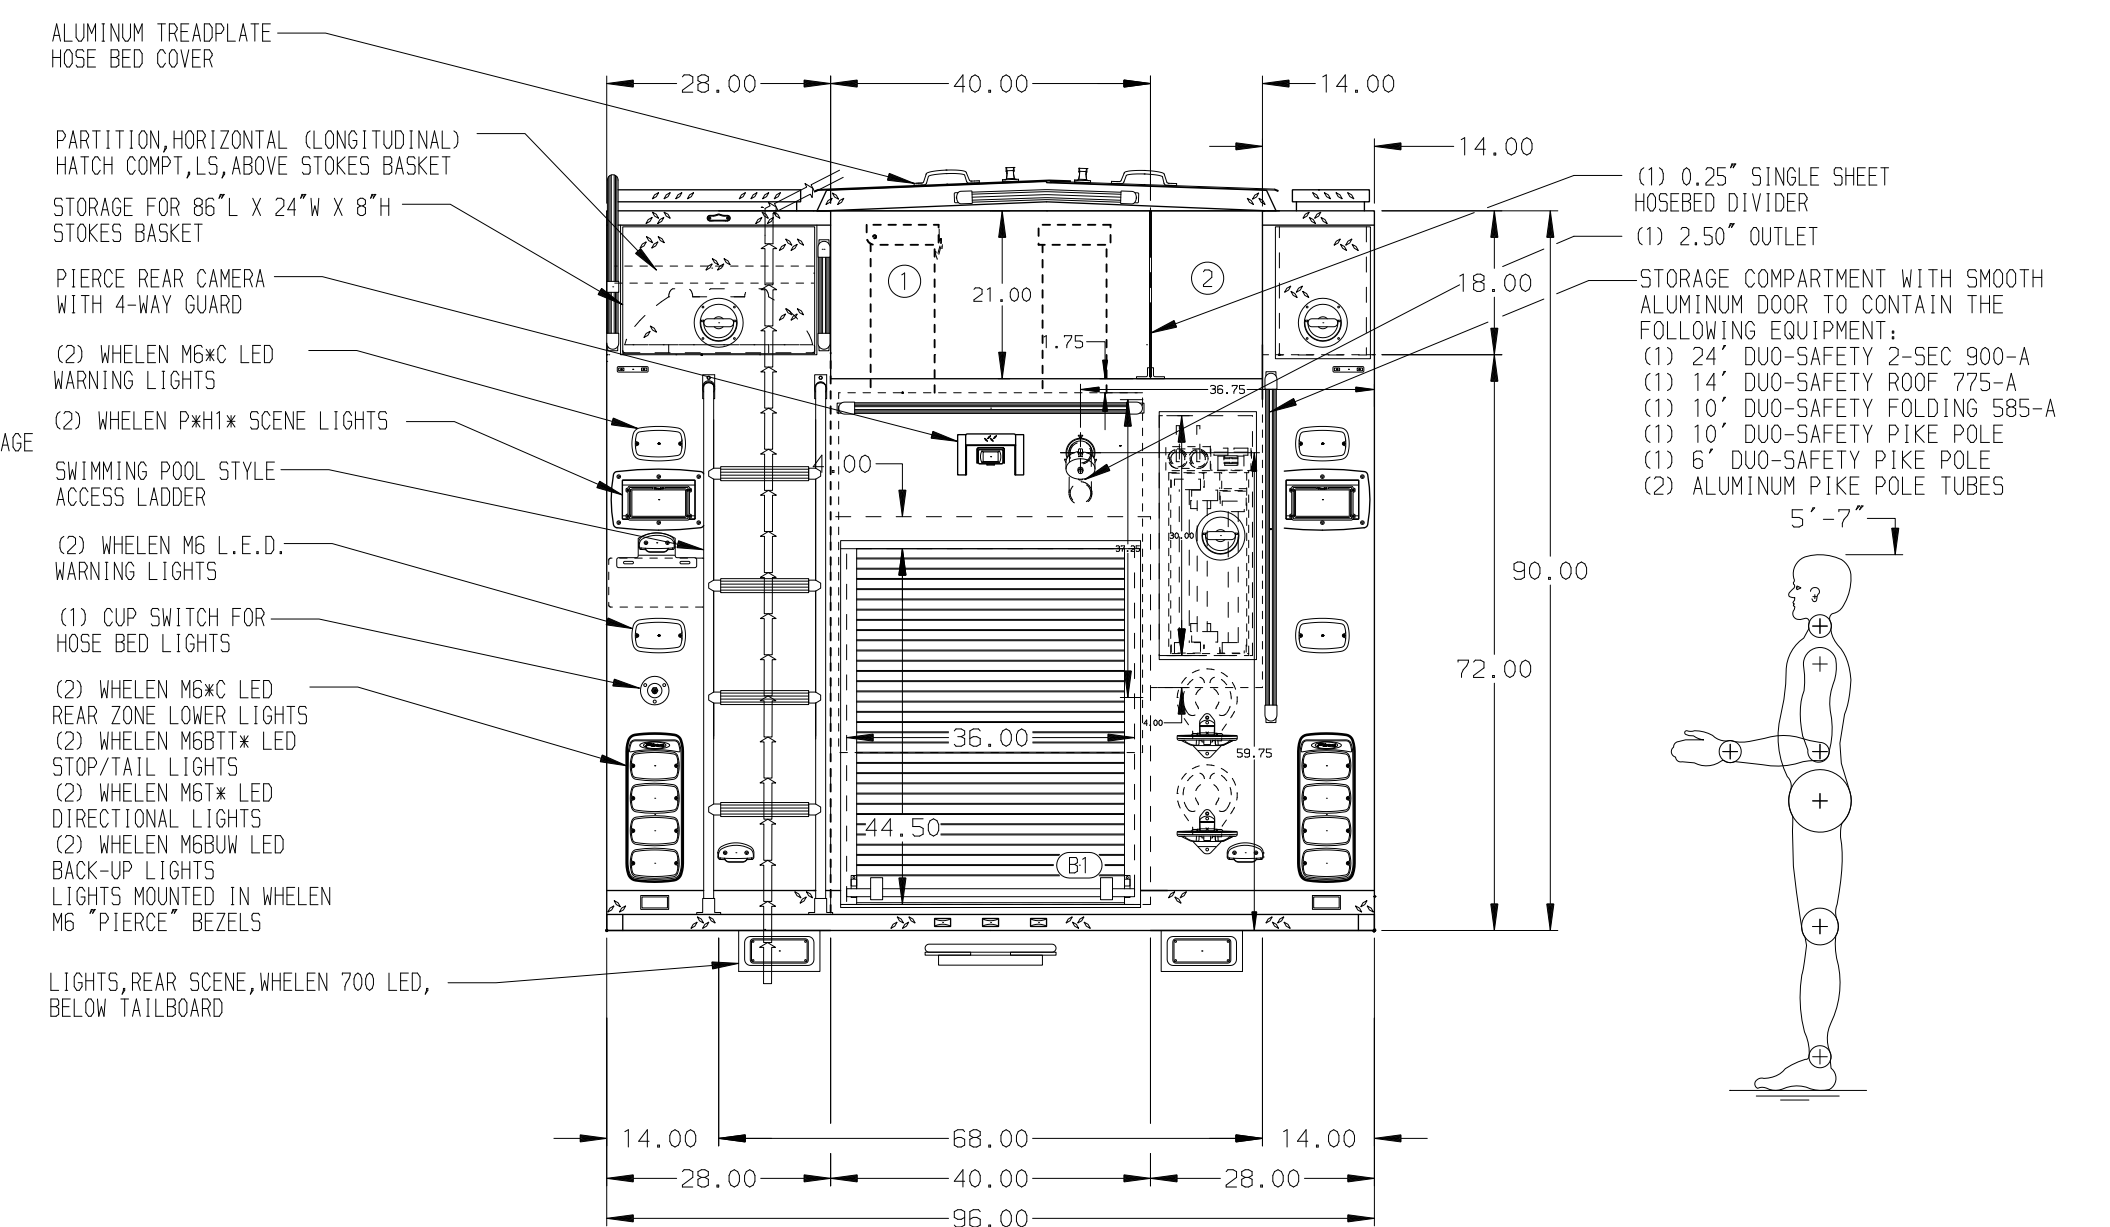 ALUMINUM TREADPLATE
HOSE BED COVER
PARTITION,HORIZONTAL (LONGITUDINAL)
HATCH COMPT,LS,ABOVE STOKES BASKET
STORAGE FOR 86"L X 24"W X 8"H
STOKES BASKET
PIERCE REAR CAMERA
WITH 4-WAY GUARD
(2) WHELEN M6*C LED
WARNING LIGHTS
(2) WHELEN P*H1* SCENE LIGHTS
AGE
SWIMMING POOL STYLE
ACCESS LADDER
(2) WHELEN M6 L.E.D.
WARNING LIGHTS
(1) CUP SWITCH FOR
HOSE BED LIGHTS
(2) WHELEN M6*C LED
REAR ZONE LOWER LIGHTS
(2) WHELEN M6BTT* LED
STOP/TAIL LIGHTS
(2) WHELEN M6T* LED
DIRECTIONAL LIGHTS
(2) WHELEN M6BUW LED
BACK-UP LIGHTS
LIGHTS MOUNTED IN WHELEN
M6 "PIERCE" BEZELS
LIGHTS,REAR SCENE,WHELEN 700 LED,
BELOW TAILBOARD
28.00
40.00
14.00
14.00
1
2
21.00
18.00
1.75
36.75
4.00
37.25
30.00
90.00
72.00
36.00
4.00
59.75
44.50
B1
14.00
68.00
14.00
28.00
40.00
28.00
96.00
(1) 0.25" SINGLE SHEET
HOSEBED DIVIDER
(1) 2.50" OUTLET
STORAGE COMPARTMENT WITH SMOOTH
ALUMINUM DOOR TO CONTAIN THE
FOLLOWING EQUIPMENT:
(1) 24' DUO-SAFETY 2-SEC 900-A
(1) 14' DUO-SAFETY ROOF 775-A
(1) 10' DUO-SAFETY FOLDING 585-A
(1) 10' DUO-SAFETY PIKE POLE
(1) 6' DUO-SAFETY PIKE POLE
(2) ALUMINUM PIKE POLE TUBES
5'-7"